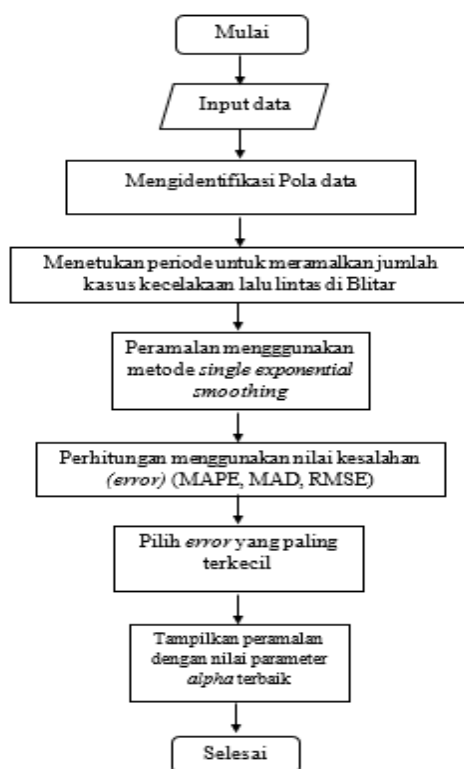 Mulai
Input data
Mengidentifikasi Pola data
Menetukan periode untuk meramalkan jumlah
kasus kecelakaan lalu lintas di Blitar
Peramalan mengggunakan
metode single exponential
smoothing
Perhitungan menggunakan nilai kesalahan
(error) (MAPE, MAD, RMSE)
Pilih error yang paling
terkecil
Tampilkan peramalan
dengan nilai parameter
alpha terbaik
Selesai